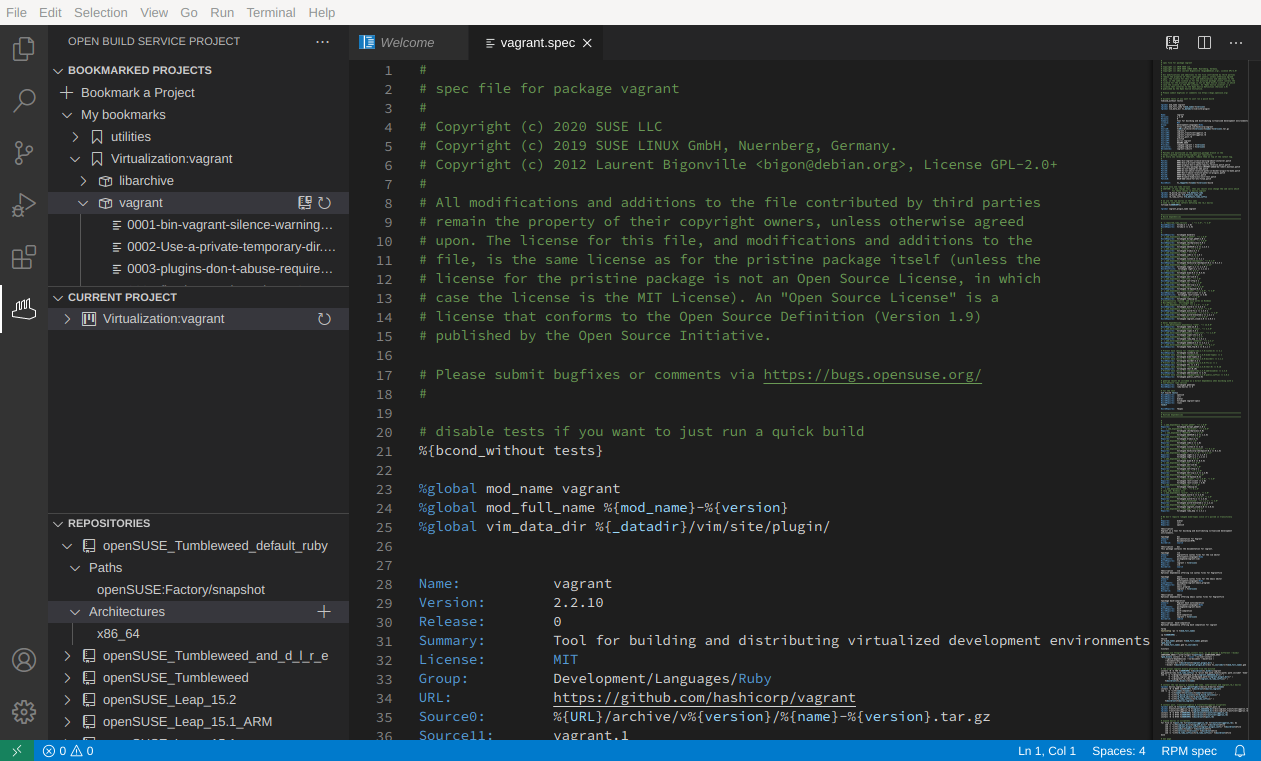 File Edit Selection View Go Run Terminal Help
OPEN BUILD SERVICE PROJECT
BOOKMARKED PROJECTS
Bookmark a Project
My bookmarks
utilities
Virtualization:vagrant
libarchive
vagrant
0001-bin-vagrant-silence-warning...
0002-Use-a-private-temporary-dir....
0003-plugins-don-t-abuse-require...
CURRENT PROJECT
Virtualization:vagrant
REPOSITORIES
openSUSE_Tumbleweed_default_ruby
Paths
openSUSE:Factory/snapshot
Architectures
x86_64
openSUSE_Tumbleweed_and_d_l_r_e
openSUSE_Tumbleweed
openSUSE_Leap_15.2
openSUSE_Leap_15.1_ARM
Welcome
vagrant.spec
1 #
2 # spec file for package vagrant
3 #
4 # Copyright (c) 2020 SUSE LLC
5 # Copyright (c) 2019 SUSE LINUX GmbH, Nuernberg, Germany.
6 # Copyright (c) 2012 Laurent Bigonville <bigon@debian.org>, License GPL-2.0+
7 #
8 # All modifications and additions to the file contributed by third parties
9 # remain the property of their copyright owners, unless otherwise agreed
10 # upon. The license for this file, and modifications and additions to the
11 # file, is the same license as for the pristine package itself (unless the
12 # license for the pristine package is not an Open Source License, in which
13 # case the license is the MIT License). An "Open Source License" is a
14 # license that conforms to the Open Source Definition (Version 1.9)
15 # published by the Open Source Initiative.
16
17 # Please submit bugfixes or comments via https://bugs.opensuse.org/
18 #
19
20 # disable tests if you want to just run a quick build
21 %{bcond_without tests}
22
23 %global mod_name vagrant
24 %global mod_full_name %{mod_name}-%{version}
25 %global vim_data_dir %{_datadir}/vim/site/plugin/
26
27
28 Name: vagrant
29 Version: 2.2.10
30 Release: 0
31 Summary: Tool for building and distributing virtualized development environments
32 License: MIT
33 Group: Development/Languages/Ruby
34 URL: https://github.com/hashicorp/vagrant
35 Source0: %{URL}/archive/v%{version}/%{name}-%{version}.tar.gz
36 Source11: vagrant.1
0 0
Ln 1, Col 1 Spaces: 4 RPM spec